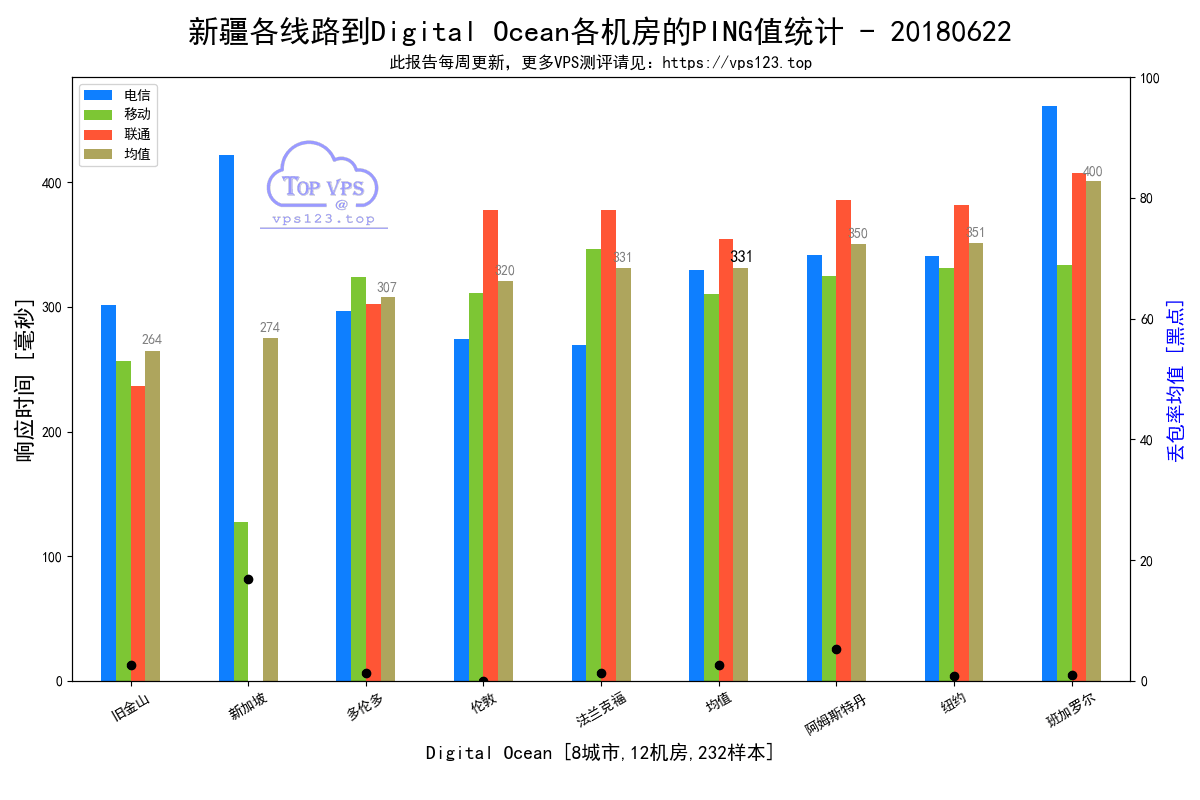 新疆各线路到Digital Ocean各机房的PING值统计 - 20180622
此报告每周更新，更多VPS测评请见：https://vps123.top
电信
移动
联通
均值
TOP VPS
@
vps123.top
响应时间 [毫秒]
0
100
200
300
400
丢包率均值 [黑点]
0
20
40
60
80
100
264
274
307
320
331
331
350
351
400
旧金山
新加坡
多伦多
伦敦
法兰克福
均值
阿姆斯特丹
纽约
班加罗尔
Digital Ocean [8城市,12机房,232样本]